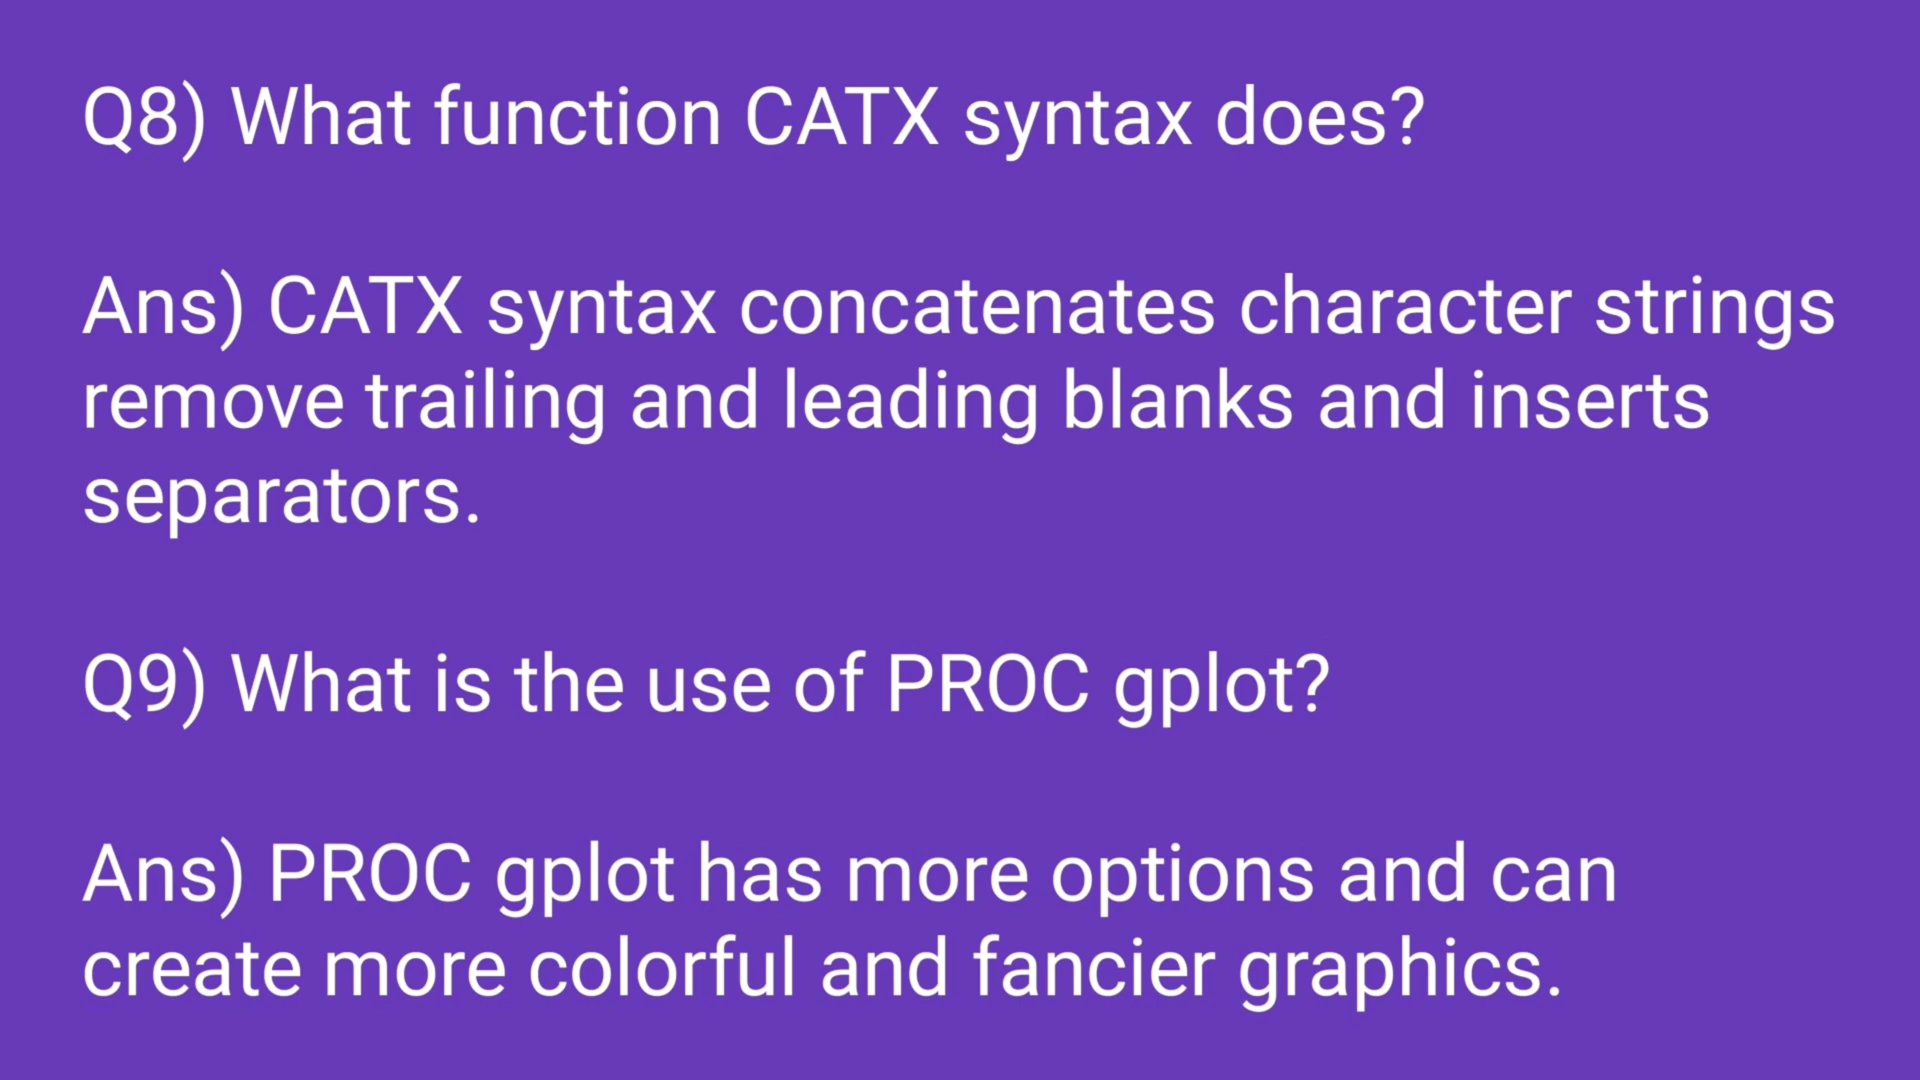 Q8) What function CATX syntax does?
Ans) CATX syntax concatenates character strings
remove trailing and leading blanks and inserts
separators.
Q9) What is the use of PROC gplot?
Ans) PROC gplot has more options and can
create more colorful and fancier graphics.